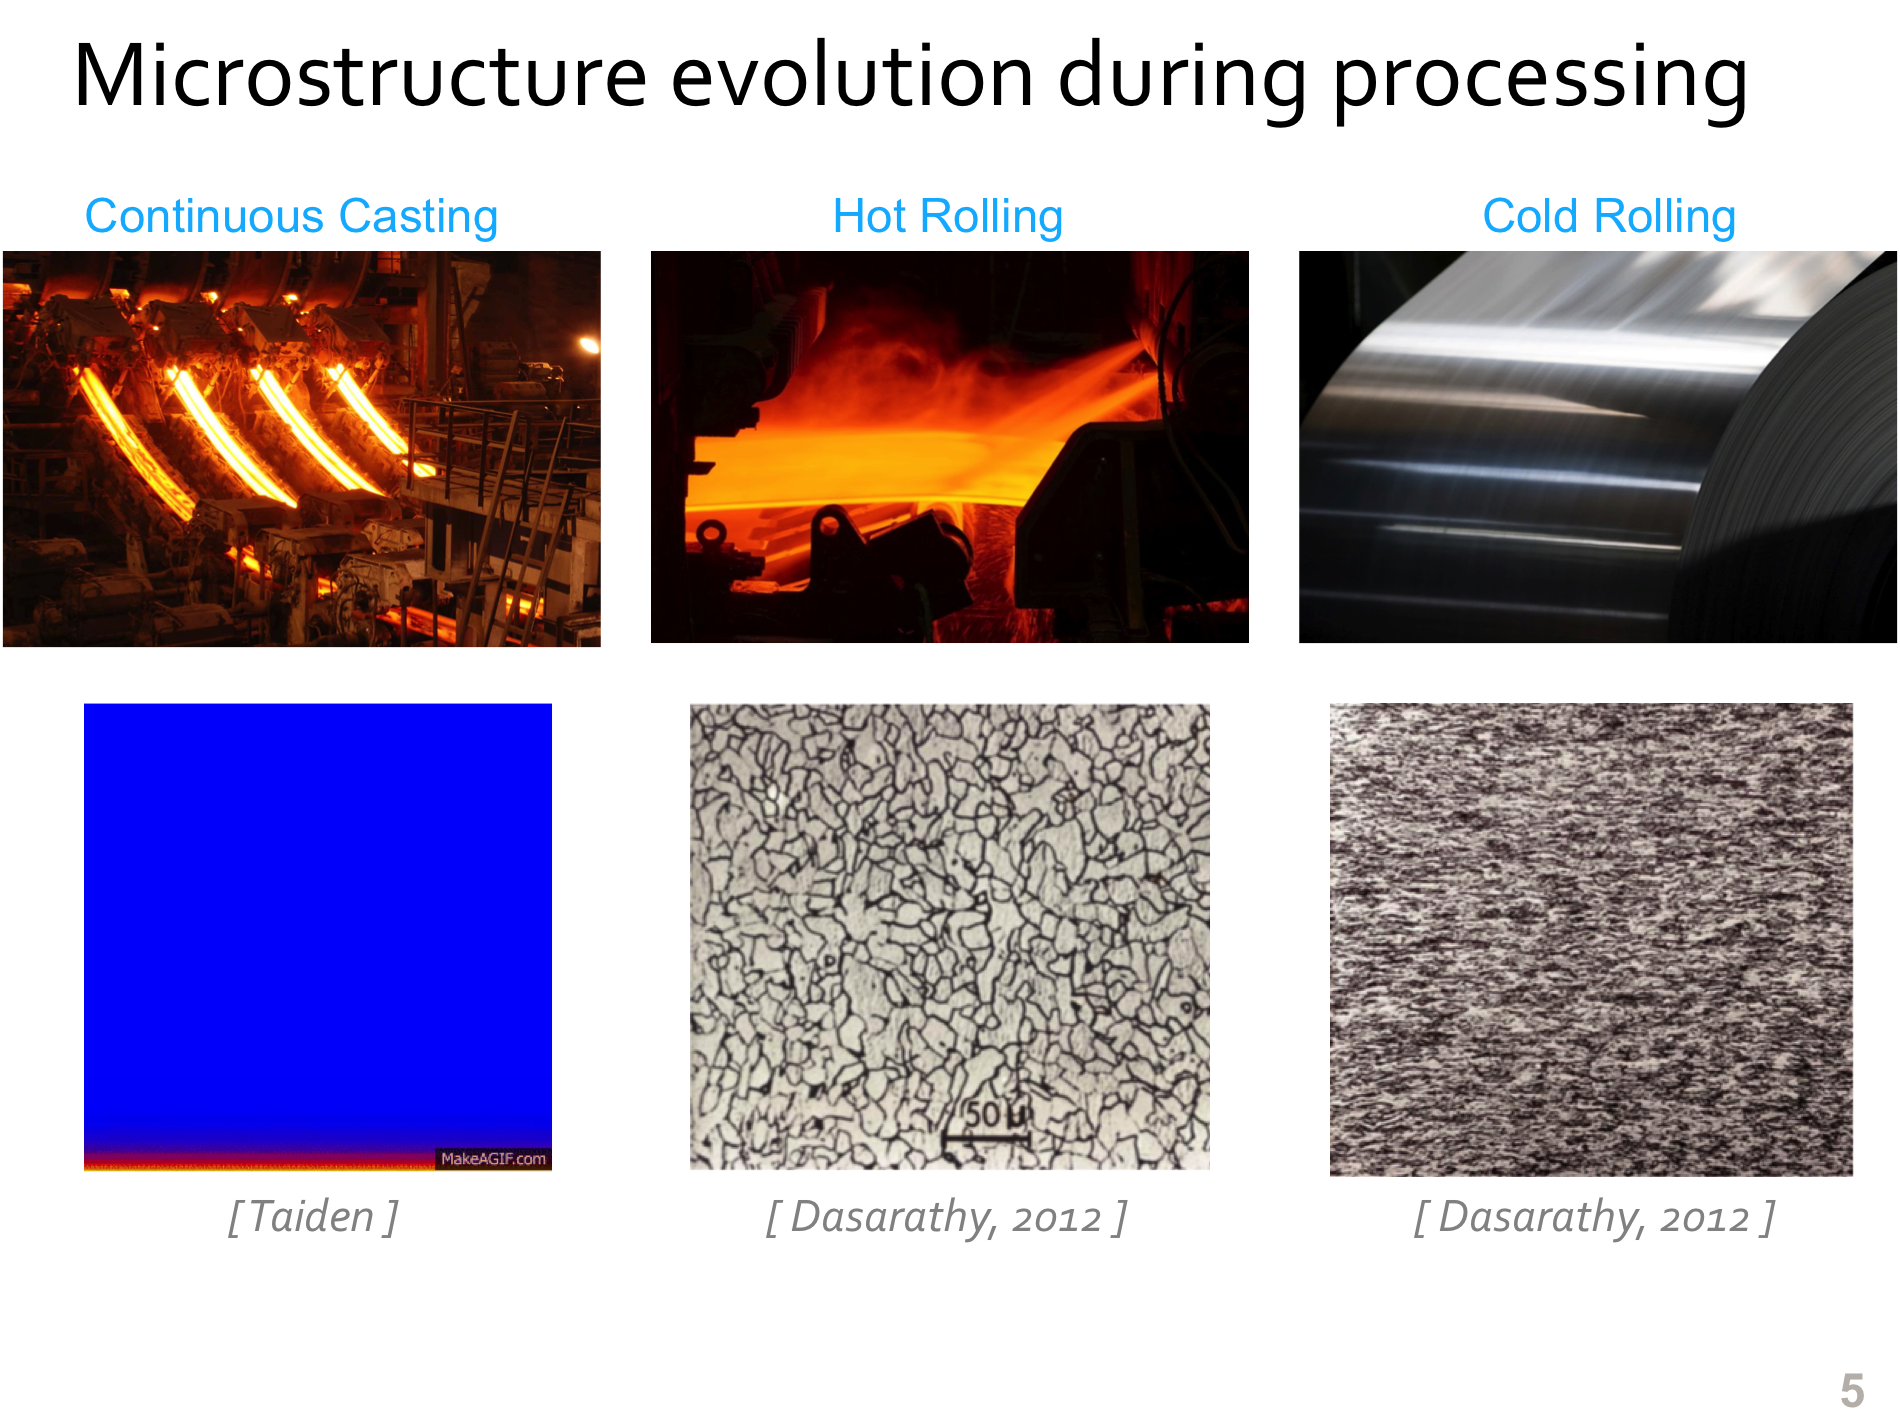 Microstructure evolution during processing
Continuous Casting
Hot Rolling
Cold Rolling
MakeAGIF.com
50 μ
[ Taiden ]
[ Dasarathy, 2012 ]
[ Dasarathy, 2012 ]
5